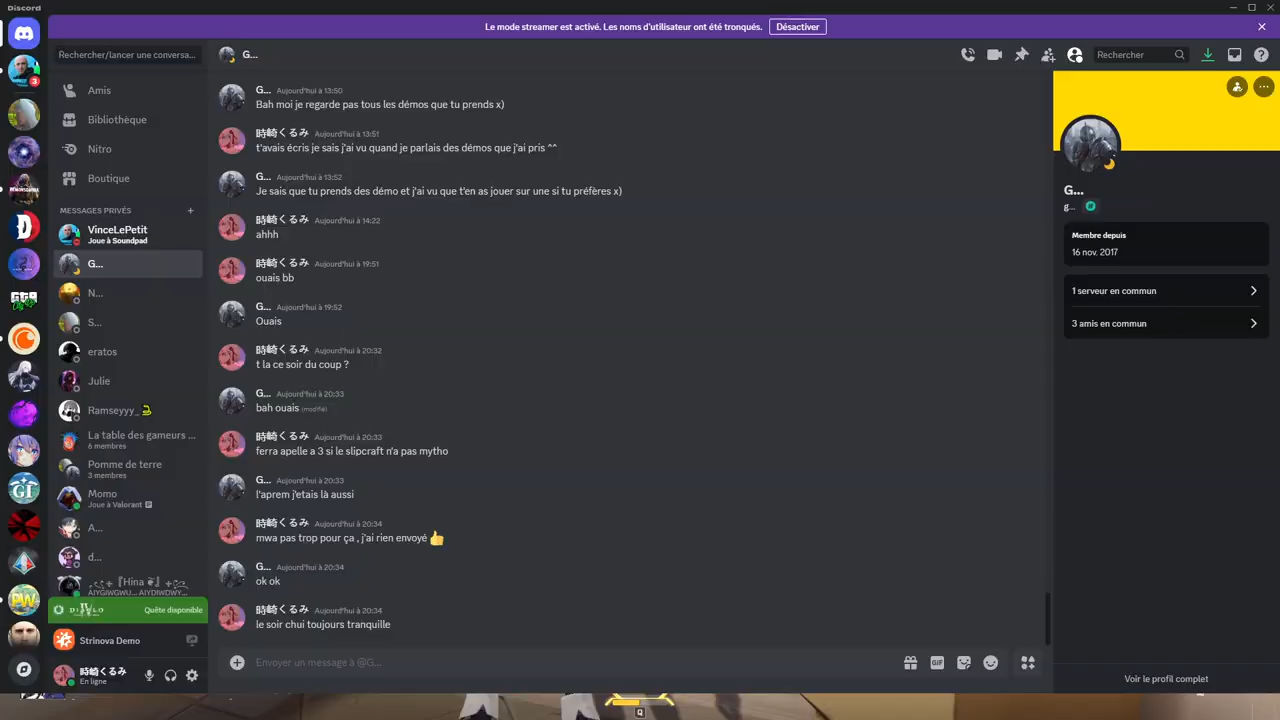 Discord
Le mode streamer est activé. Les noms d'utilisateur ont été tronqués.
Désactiver
Rechercher/lancer une conversa...
G...
Rechercher
3
Amis
Bibliothèque
Nitro
Boutique
MESSAGES PRIVÉS
VinceLePetit
Joue à Soundpad
G...
N...
S...
eratos
Julie
Ramseyyy_
La table des gameurs ...
6 membres
Pomme de terre
3 membres
Momo
Joue à Valorant
A...
d...
『Hina
AIYGIWGWU... AIYDIWDWY...
Quête disponible
Strinova Demo
時崎くるみ
En ligne
G... Aujourd'hui à 13:50
Bah moi je regarde pas tous les démos que tu prends x)
時崎くるみ Aujourd'hui à 13:51
t'avais écris je sais j'ai vu quand je parlais des démos que j'ai pris ^^
G... Aujourd'hui à 13:52
Je sais que tu prends des démo et j'ai vu que t'en as jouer sur une si tu préfères x)
時崎くるみ Aujourd'hui à 14:22
ahhh
時崎くるみ Aujourd'hui à 19:51
ouais bb
G... Aujourd'hui à 19:52
Ouais
時崎くるみ Aujourd'hui à 20:32
t la ce soir du coup ?
G... Aujourd'hui à 20:33
bah ouais (modifié)
時崎くるみ Aujourd'hui à 20:33
ferra apelle a 3 si le slipcraft n'a pas mytho
G... Aujourd'hui à 20:33
l'aprem j'etais là aussi
時崎くるみ Aujourd'hui à 20:34
mwa pas trop pour ça , j'ai rien envoyé
G... Aujourd'hui à 20:34
ok ok
時崎くるみ Aujourd'hui à 20:34
le soir chui toujours tranquille
Envoyer un message à @G...
GIF
G...
g...
Membre depuis
16 nov. 2017
1 serveur en commun
3 amis en commun
Voir le profil complet
GI
PW
Q